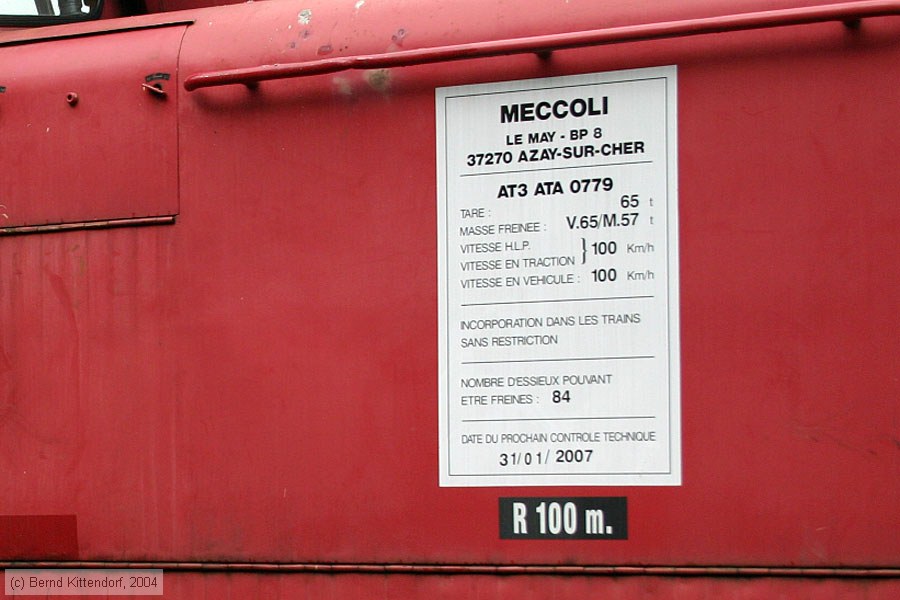 MECCOLI
LE MAY - BP 8
37270 AZAY-SUR-CHER
AT3 ATA 0779
TARE : 65 t
MASSE FREINEE : V.65/M.57 t
VITESSE H.L.P.
VITESSE EN TRACTION } 100 Km/h
VITESSE EN VEHICULE : 100 Km/h
INCORPORATION DANS LES TRAINS
SANS RESTRICTION
NOMBRE D'ESSIEUX POUVANT
ETRE FREINES : 84
DATE DU PROCHAIN CONTROLE TECHNIQUE
31/01/2007
R 100 m.
(c) Bernd Kittendorf, 2004